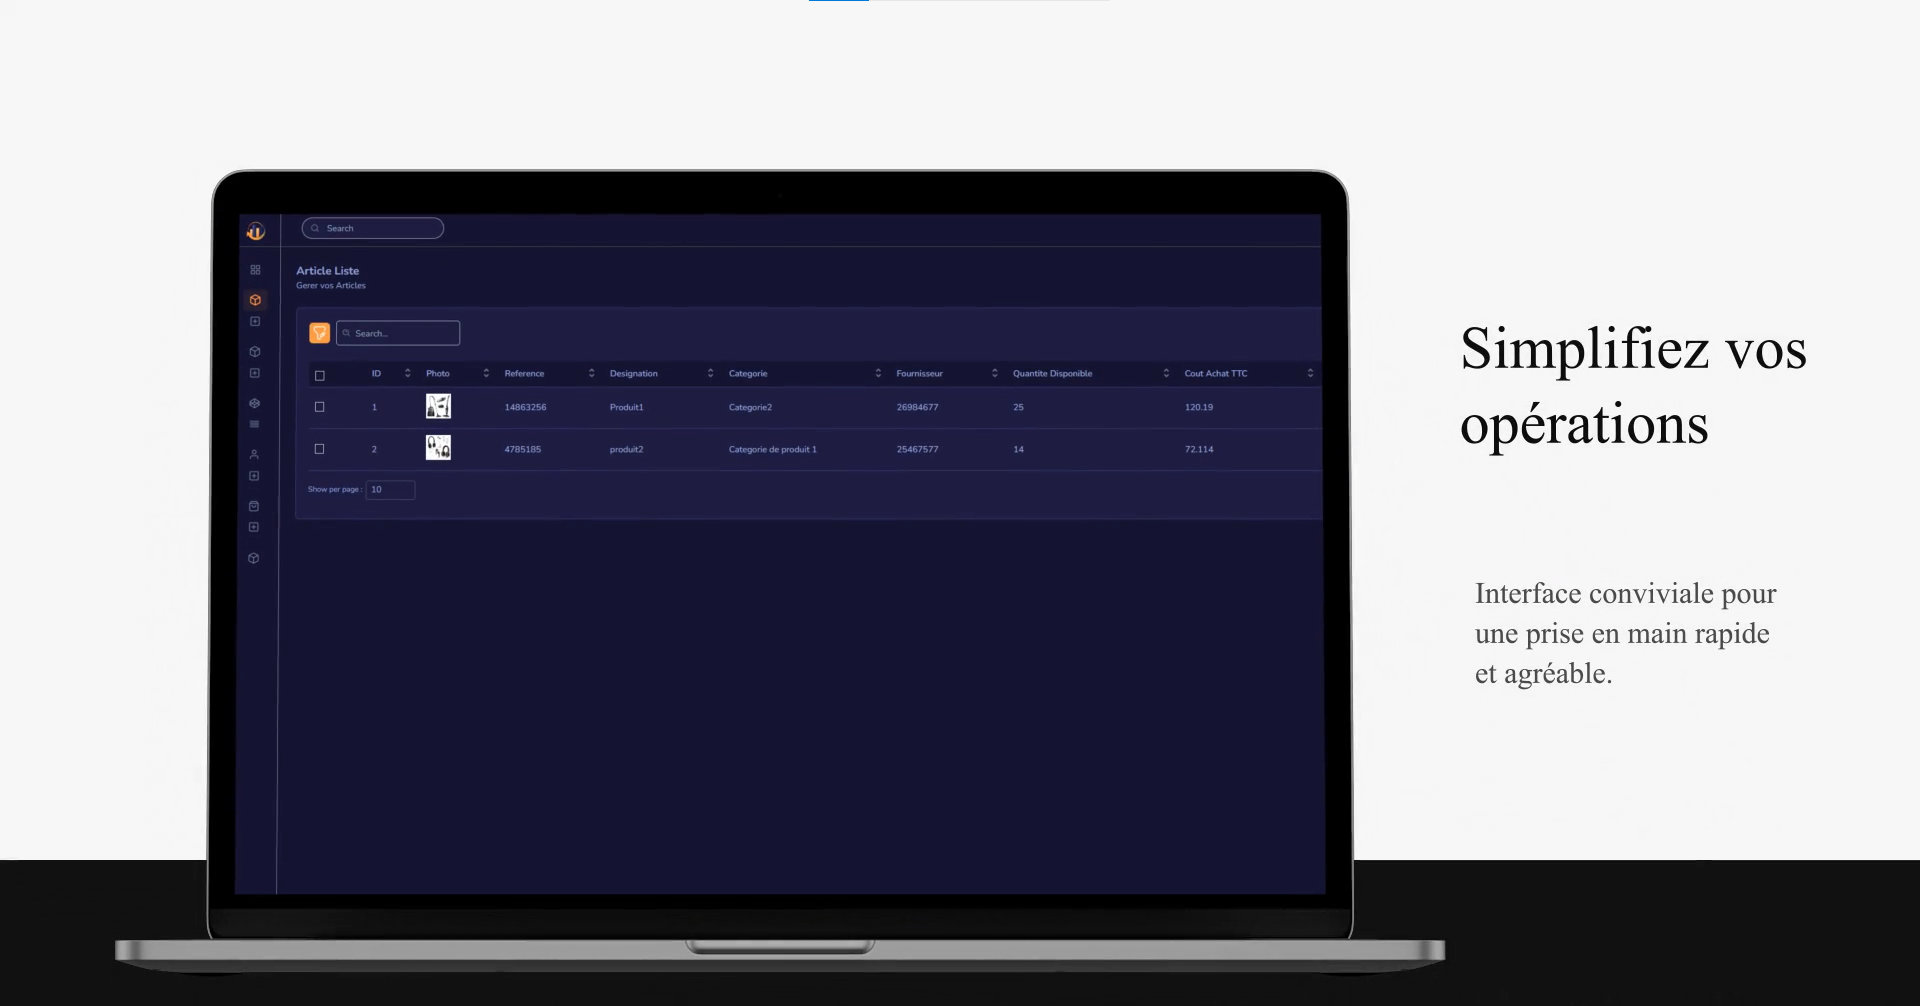 Search
Article Liste
Gerer vos Articles
Search...
ID Photo Reference Designation Categorie Fournisseur Quantite Disponible Cout Achat TTC
1 14863256 Produit1 Categorie2 26984677 25 120.19
2 4785185 produit2 Categorie de produit 1 25467577 14 72.114
Show per page : 10
Simplifiez vos
opérations
Interface conviviale pour
une prise en main rapide
et agréable.